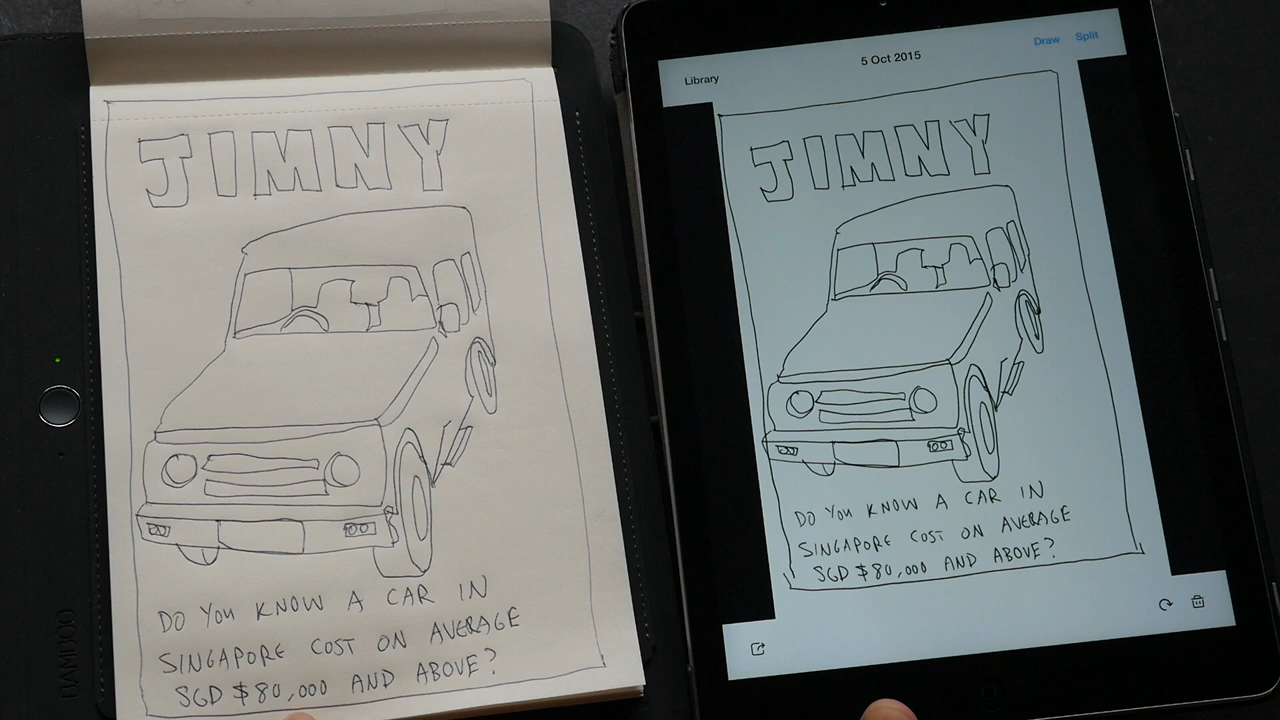 JIMNY
DO YOU KNOW A CAR IN
SINGAPORE COST ON AVERAGE
SGD $80,000 AND ABOVE?
BAMBOO
Library
5 Oct 2015
Draw
Split
JIMNY
DO YOU KNOW A CAR IN
SINGAPORE COST ON AVERAGE
SGD $80,000 AND ABOVE?